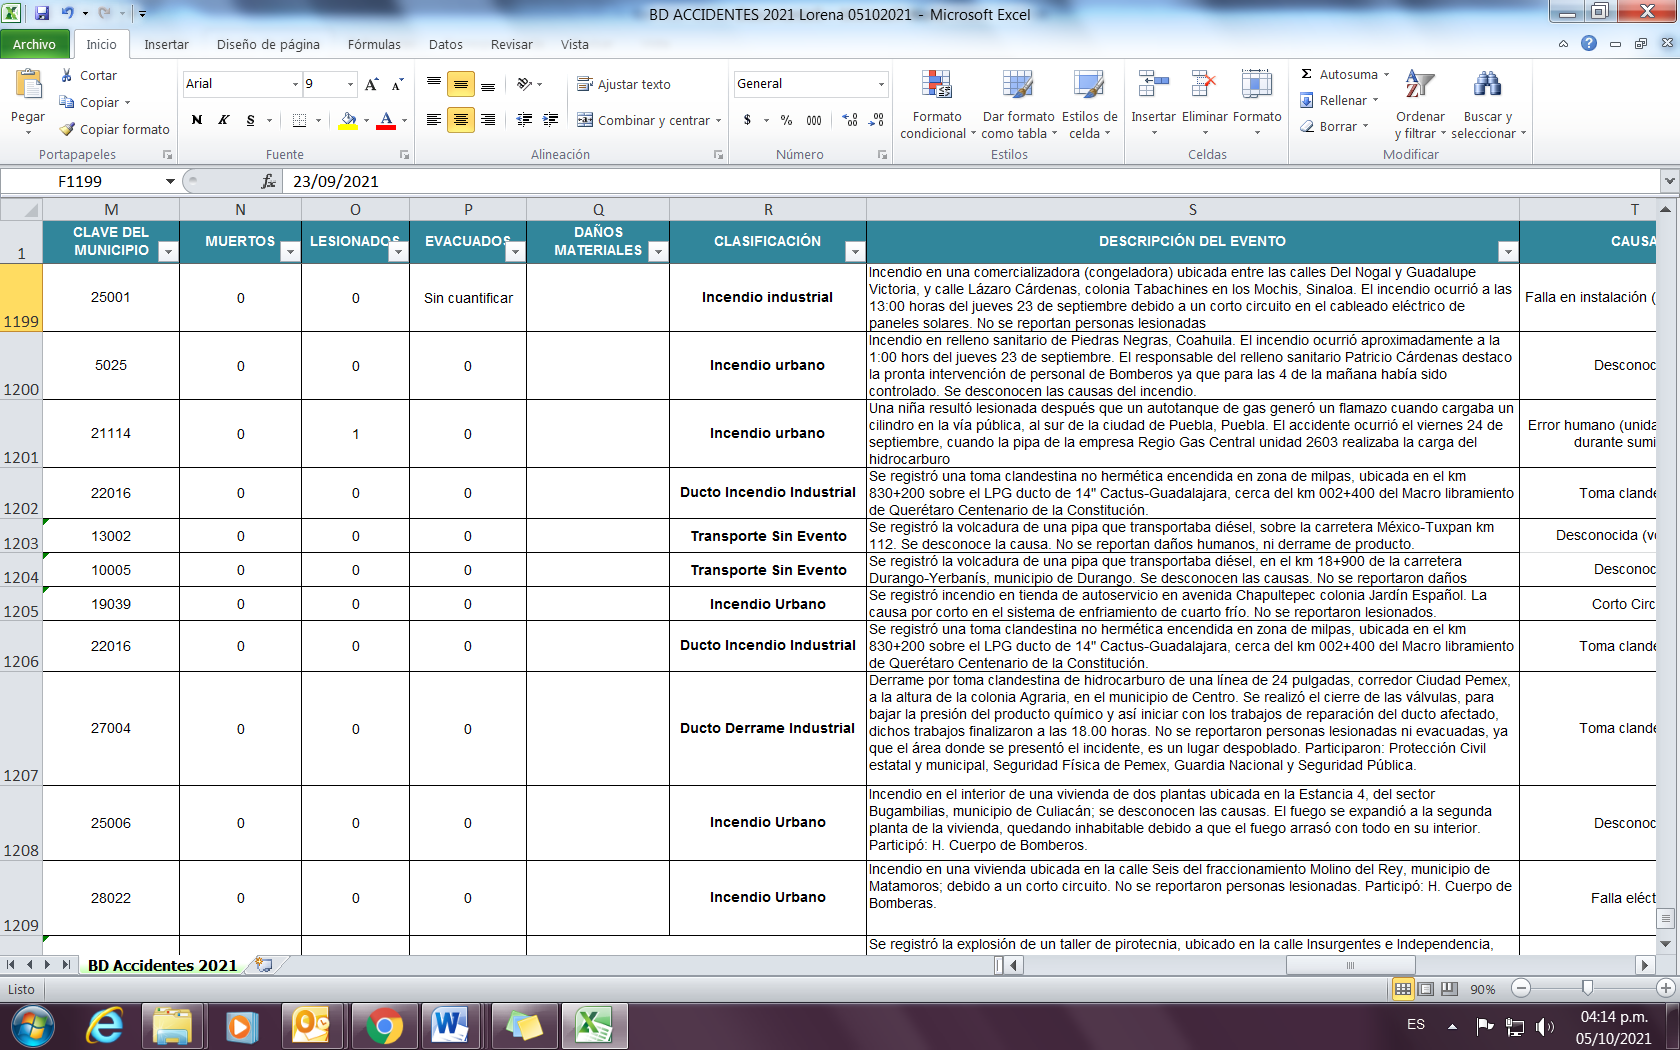 BD ACCIDENTES 2021 Lorena 05102021 - Microsoft Excel
Archivo Inicio Insertar Diseño de página Fórmulas Datos Revisar Vista
Pegar
Cortar
Copiar
Copiar formato
Portapapeles
Arial 9
N K S
Fuente
Ajustar texto
Combinar y centrar
Alineación
General
$ % 000
Número
Formato condicional
Dar formato como tabla
Estilos de celda
Estilos
Insertar Eliminar Formato
Celdas
Autosuma
Rellenar
Borrar
Ordenar y filtrar
Buscar y seleccionar
Modificar
F1199 fx 23/09/2021
M N O P Q R S T
1 CLAVE DEL MUNICIPIO MUERTOS LESIONADOS EVACUADOS DAÑOS MATERIALES CLASIFICACIÓN DESCRIPCIÓN DEL EVENTO CAUSA
1199 25001 0 0 Sin cuantificar Incendio industrial
Incendio en una comercializadora (congeladora) ubicada entre las calles Del Nogal y Guadalupe
Victoria, y calle Lázaro Cárdenas, colonia Tabachines en los Mochis, Sinaloa. El incendio ocurrió a las
13:00 horas del jueves 23 de septiembre debido a un corto circuito en el cableado eléctrico de
paneles solares. No se reportan personas lesionadas
Falla en instalación (
1200 5025 0 0 0 Incendio urbano
Incendio en relleno sanitario de Piedras Negras, Coahuila. El incendio ocurrió aproximadamente a la
1:00 hors del jueves 23 de septiembre. El responsable del relleno sanitario Patricio Cárdenas destaco
la pronta intervención de personal de Bomberos ya que para las 4 de la mañana había sido
controlado. Se desconocen las causas del incendio.
Desconoc
1201 21114 0 1 0 Incendio urbano
Una niña resultó lesionada después que un autotanque de gas generó un flamazo cuando cargaba un
cilindro en la vía pública, al sur de la ciudad de Puebla, Puebla. El accidente ocurrió el viernes 24 de
septiembre, cuando la pipa de la empresa Regio Gas Central unidad 2603 realizaba la carga del
hidrocarburo
Error humano (unida
durante sumi
1202 22016 0 0 0 Ducto Incendio Industrial
Se registró una toma clandestina no hermética encendida en zona de milpas, ubicada en el km
830+200 sobre el LPG ducto de 14" Cactus-Guadalajara, cerca del km 002+400 del Macro libramiento
de Querétaro Centenario de la Constitución.
Toma clande
1203 13002 0 0 0 Transporte Sin Evento
Se registró la volcadura de una pipa que transportaba diésel, sobre la carretera México-Tuxpan km
112. Se desconoce la causa. No se reportan daños humanos, ni derrame de producto.
Desconocida (v
1204 10005 0 0 0 Transporte Sin Evento
Se registró la volcadura de una pipa que transportaba diésel, en el km 18+900 de la carretera
Durango-Yerbanís, municipio de Durango. Se desconocen las causas. No se reportaron daños
Desconoc
1205 19039 0 0 0 Incendio Urbano
Se registró incendio en tienda de autoservicio en avenida Chapultepec colonia Jardín Español. La
causa por corto en el sistema de enfriamiento de cuarto frío. No se reportaron lesionados.
Corto Circ
1206 22016 0 0 0 Ducto Incendio Industrial
Se registró una toma clandestina no hermética encendida en zona de milpas, ubicada en el km
830+200 sobre el LPG ducto de 14" Cactus-Guadalajara, cerca del km 002+400 del Macro libramiento
de Querétaro Centenario de la Constitución.
Toma clande
1207 27004 0 0 0 Ducto Derrame Industrial
Derrame por toma clandestina de hidrocarburo de una línea de 24 pulgadas, corredor Ciudad Pemex,
a la altura de la colonia Agraria, en el municipio de Centro. Se realizó el cierre de las válvulas, para
bajar la presión del producto químico y así iniciar con los trabajos de reparación del ducto afectado,
dichos trabajos finalizaron a las 18.00 horas. No se reportaron personas lesionadas ni evacuadas, ya
que el área donde se presentó el incidente, es un lugar despoblado. Participaron: Protección Civil
estatal y municipal, Seguridad Física de Pemex, Guardia Nacional y Seguridad Pública.
Toma clande
1208 25006 0 0 0 Incendio Urbano
Incendio en el interior de una vivienda de dos plantas ubicada en la Estancia 4, del sector
Bugambilias, municipio de Culiacán; se desconocen las causas. El fuego se expandió a la segunda
planta de la vivienda, quedando inhabitable debido a que el fuego arrasó con todo en su interior.
Participó: H. Cuerpo de Bomberos.
Desconoc
1209 28022 0 0 0 Incendio Urbano
Incendio en una vivienda ubicada en la calle Seis del fraccionamiento Molino del Rey, municipio de
Matamoros; debido a un corto circuito. No se reportaron personas lesionadas. Participó: H. Cuerpo de
Bomberas.
Falla eléct
Se registró la explosión de un taller de pirotecnia, ubicado en la calle Insurgentes e Independencia,
BD Accidentes 2021
Listo 90%
ES 04:14 p.m.
05/10/2021